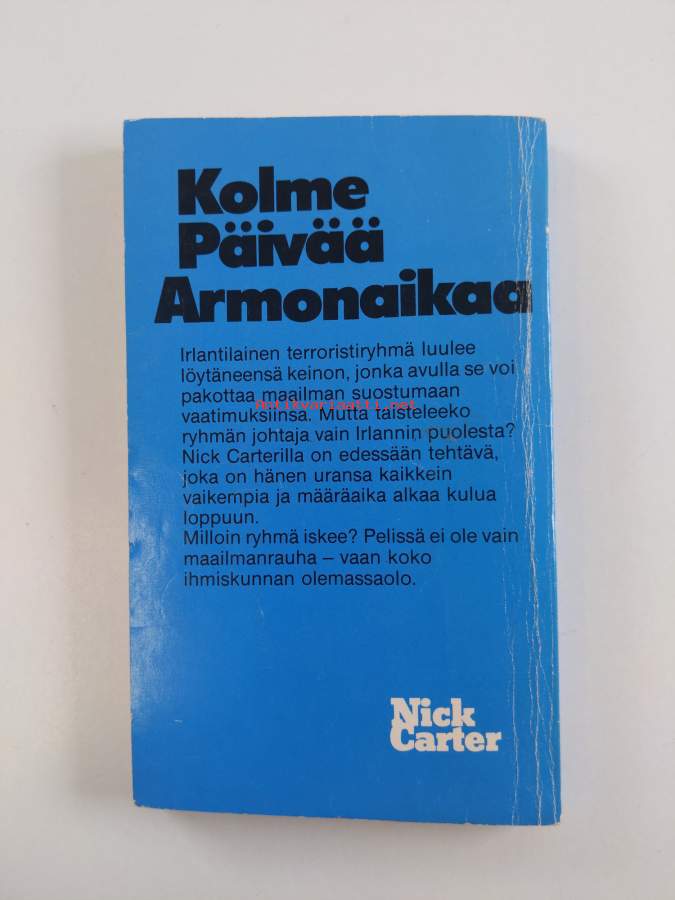 Kolme
Päivää
Armonaikaa
Irlantilainen terroristiryhmä luulee
löytäneensä keinon, jonka avulla se voi
pakottaa maailman suostumaan
Antikvariaatti.net
vaatimuksiinsa. Mutta taisteleeko
ryhmän johtaja vain Irlannin puolesta?
Nick Carterilla on edessään tehtävä,
joka on hänen uransa kaikkein
vaikempia ja määräaika alkaa kulua
loppuun.
Milloin ryhmä iskee? Pelissä ei ole vain
maailmanrauha – vaan koko
ihmiskunnan olemassaolo.
Nick
Carter